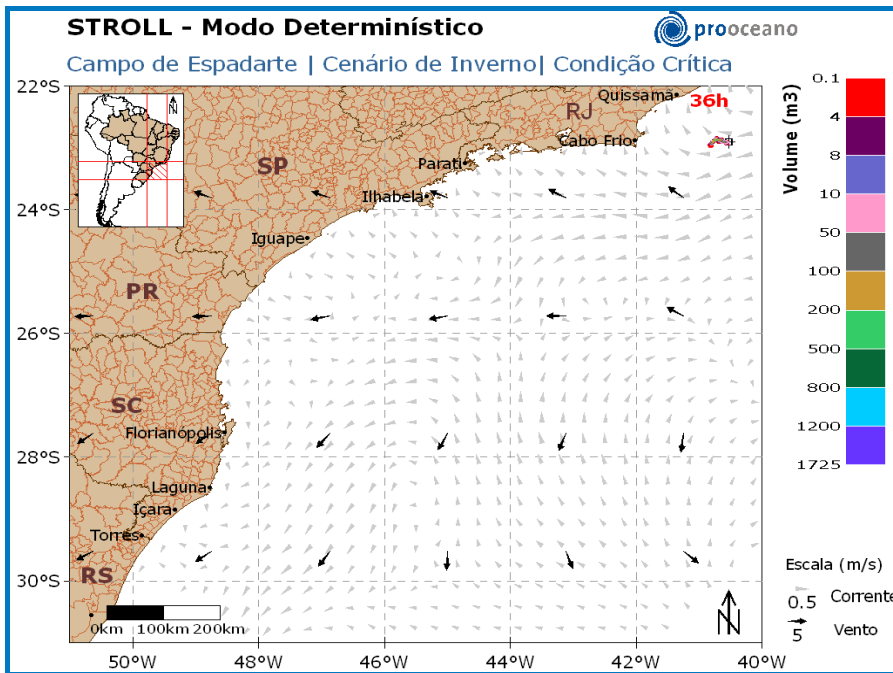 STROLL - Modo Determinístico
prooceano
Campo de Espadarte | Cenário de Inverno| Condição Crítica
22°S
24°S
26°S
28°S
30°S
50°W
48°W
46°W
44°W
42°W
40°W
N
36h
Quissamã
RJ
Cabo Frio
Parati
SP
Ilhabela
Iguape
PR
SC
Florianópolis
Laguna
Içara
Torres
RS
0km 100km 200km
N
Volume (m3)
0.1
4
8
10
50
100
200
500
800
1200
1725
Escala (m/s)
0.5 Corrente
5 Vento